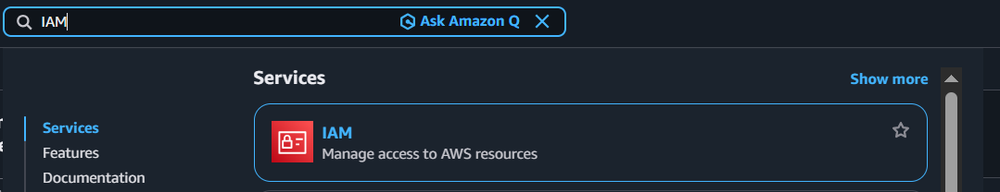 IAM
Ask Amazon Q
Services
Show more
Services
Features
Documentation
IAM
Manage access to AWS resources